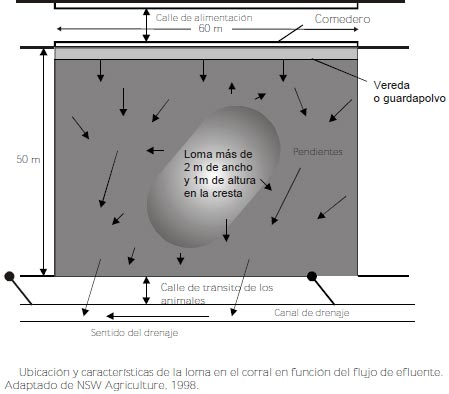 Calle de alimentación
Comedero
60 m
Vereda
o guardapolvo
Loma más de
2 m de ancho
y 1m de altura
en la cresta
Pendientes
50 m
Calle de tránsito de los
animales
Canal de drenaje
Sentido del drenaje
Ubicación y características de la loma en el corral en función del flujo de efluente.
Adaptado de NSW Agriculture, 1998.